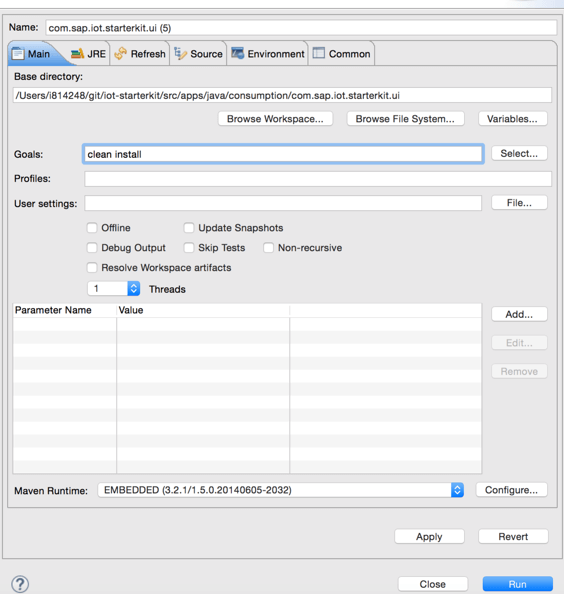 Name: com.sap.iot.starterkit.ui (5)
Main JRE Refresh Source Environment Common
Base directory:
/Users/i814248/git/iot-starterkit/src/apps/java/consumption/com.sap.iot.starterkit.ui
Browse Workspace... Browse File System... Variables...
Goals: clean install Select...
Profiles:
User settings: File...
Offline Update Snapshots
Debug Output Skip Tests Non-recursive
Resolve Workspace artifacts
1 Threads
Parameter Name Value
Add...
Edit...
Remove
Maven Runtime: EMBEDDED (3.2.1/1.5.0.20140605-2032) Configure...
Apply Revert
? Close Run